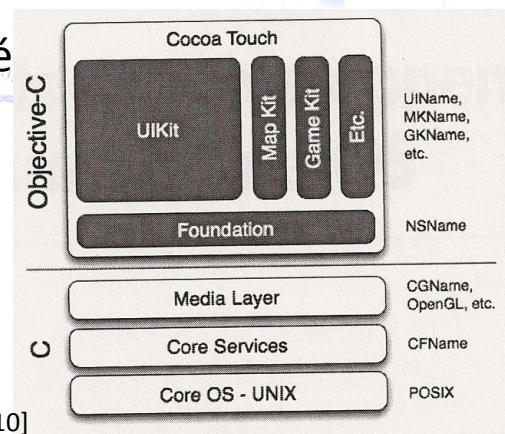 é
Cocoa Touch
Objective-C
UIKit
Map Kit
Game Kit
Etc.
UIName,
MKName,
GKName,
etc.
Foundation
NSName
Media Layer
CGName,
OpenGL, etc.
C
Core Services
CFName
Core OS - UNIX
POSIX
10]